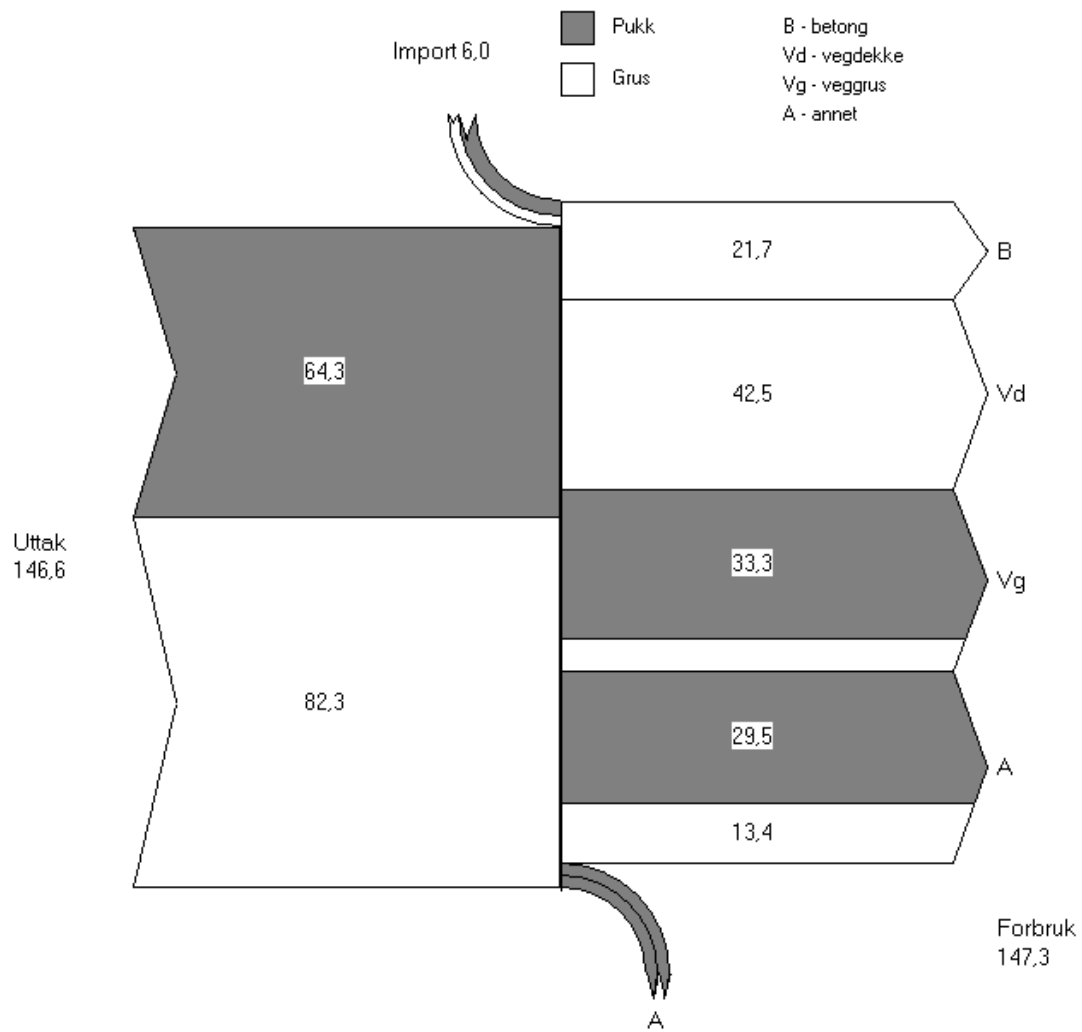 Import 6,0
Pukk
Grus
B - betong
Vd - vegdekke
Vg - veggrus
A - annet
21,7
B
64,3
42,5
Vd
Uttak
146,6
33,3
Vg
82,3
29,5
A
13,4
Forbruk
147,3
A